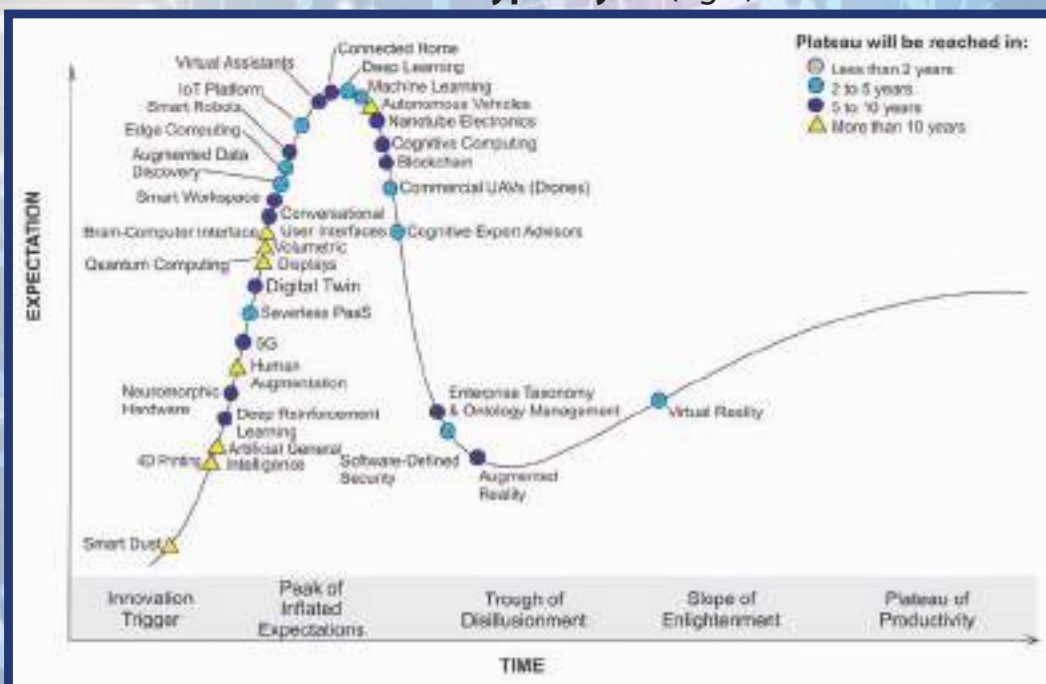 Plateau will be reached in:
Less than 2 years
2 to 5 years
5 to 10 years
More than 10 years
EXPECTATION
Connected Home
Virtual Assistants
Deep Learning
IoT Platform
Machine Learning
Smart Robots
Autonomous Vehicles
Edge Computing
Nanotube Electronics
Augmented Data
Discovery
Cognitive Computing
Blockchain
Smart Workspace
Commercial UAVs (Drones)
Conversational
User Interfaces
Brain-Computer Interface
Cognitive Expert Advisors
Volumetric
Displays
Quantum Computing
Digital Twin
Severless PaaS
5G
Human
Augmentation
Neuromorphic
Hardware
Deep Reinforcement
Learning
Artificial General
Intelligence
4D Printing
Smart Dust
Enterprise Taxonomy
& Ontology Management
Software-Defined
Security
Augmented
Reality
Virtual Reality
Innovation
Trigger
Peak of
Inflated
Expectations
Trough of
Disillusionment
Slope of
Enlightenment
Plateau of
Productivity
TIME